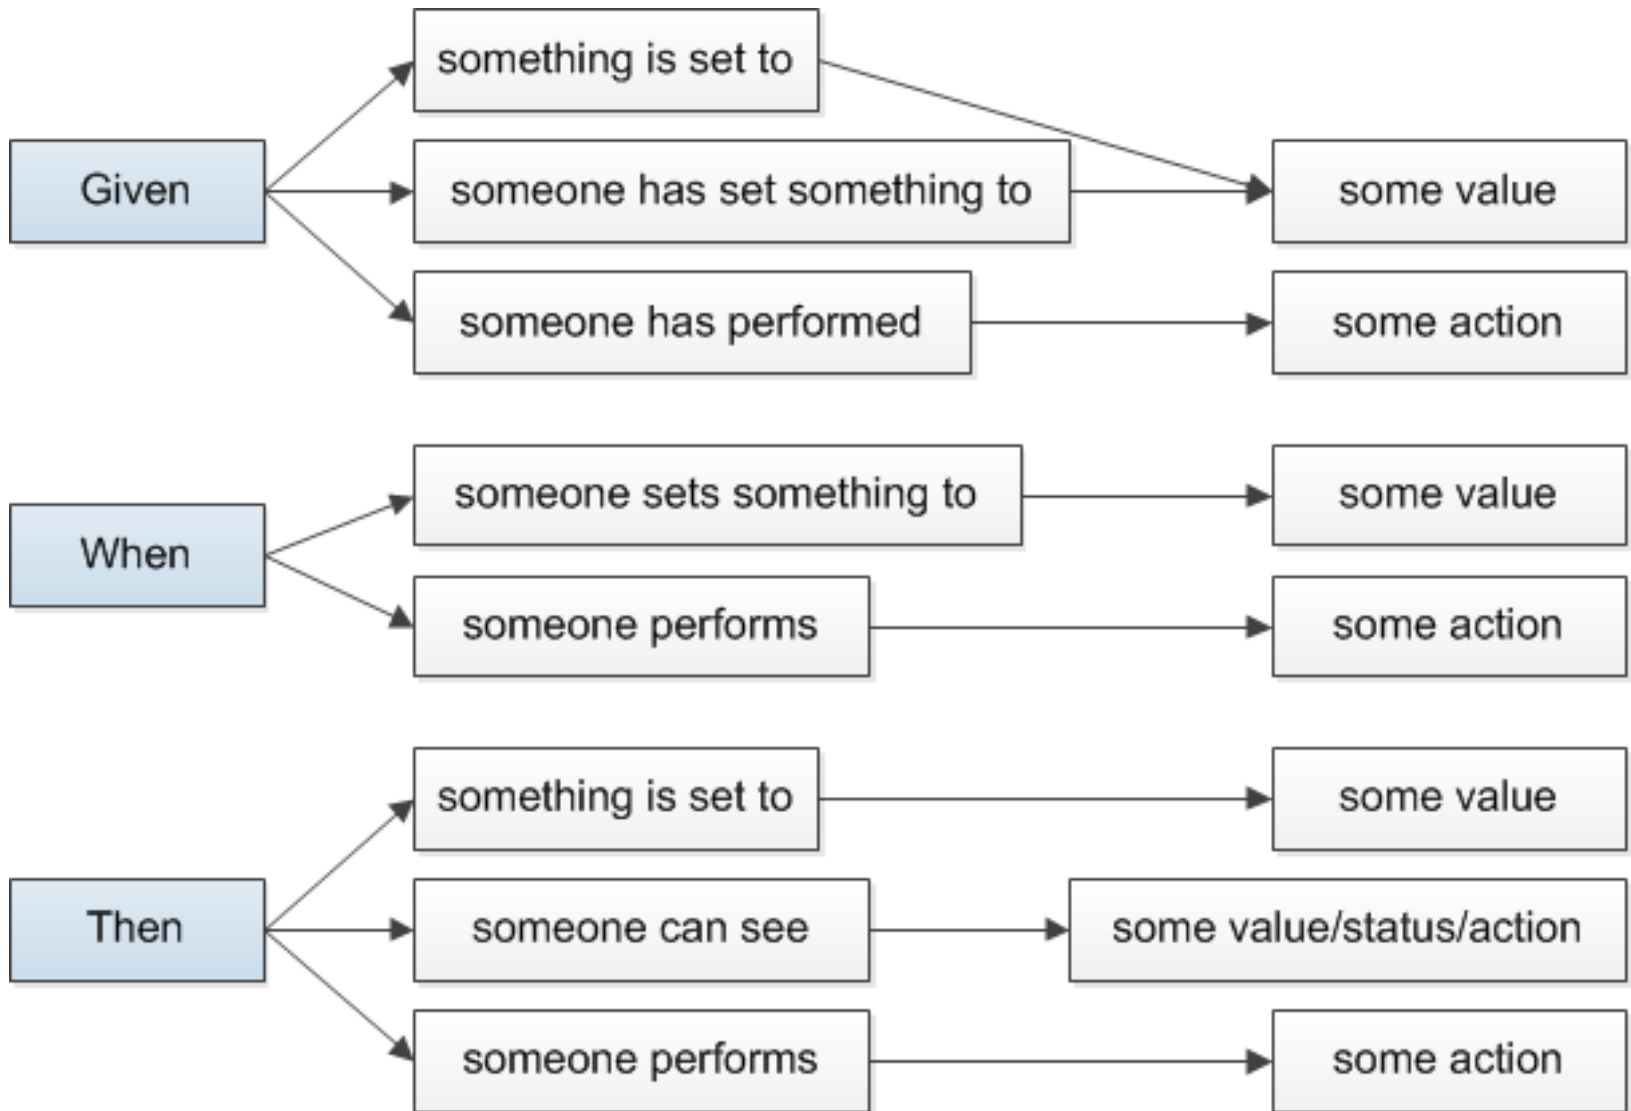 something is set to
Given
someone has set something to
some value
someone has performed
some action
someone sets something to
some value
When
someone performs
some action
something is set to
some value
Then
someone can see
some value/status/action
someone performs
some action